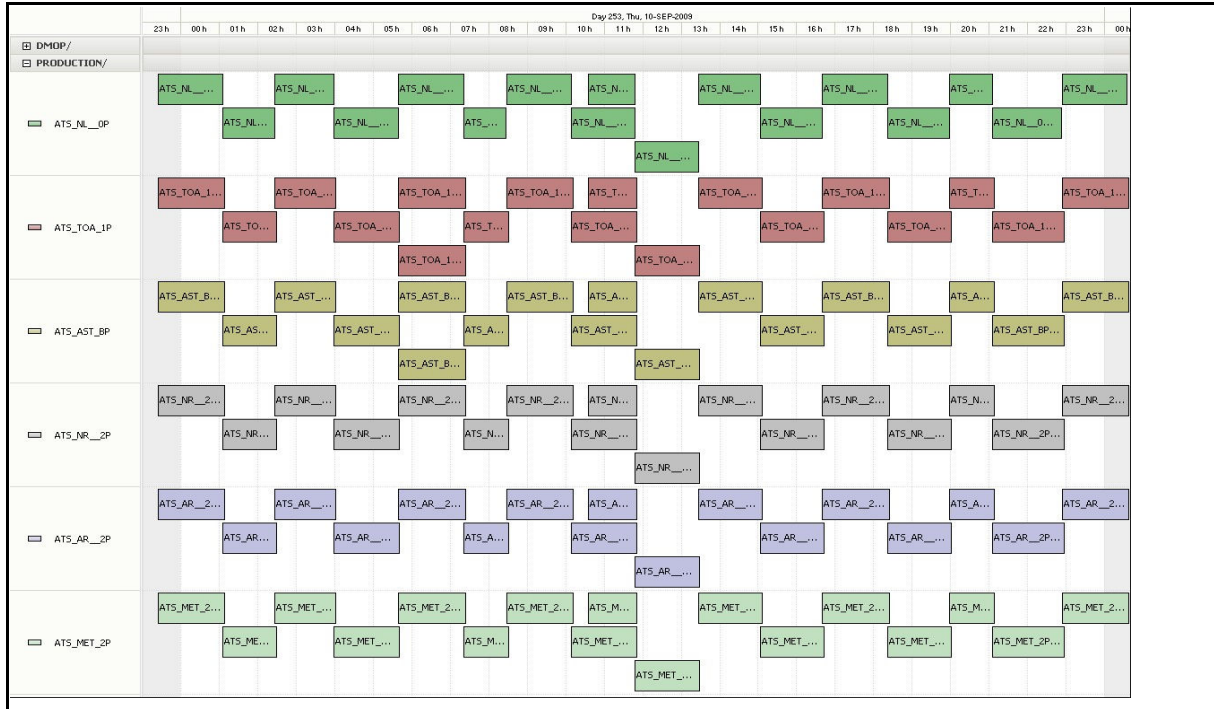 Day 253, Thu, 10-SEP-2009
23 h 00 h 01 h 02 h 03 h 04 h 05 h 06 h 07 h 08 h 09 h 10 h 11 h 12 h 13 h 14 h 15 h 16 h 17 h 18 h 19 h 20 h 21 h 22 h 23 h 00 h
DMOP/
PRODUCTION/
ATS_NL__... ATS_NL_... ATS_NL__... ATS_NL__... ATS_N... ATS_NL__... ATS_NL__... ATS_... ATS_NL__...
ATS_NL__0P ATS_NL... ATS_NL__... ATS_... ATS_NL__... ATS_NL__... ATS_NL__... ATS_NL__0...
ATS_NL__...
ATS_TOA_1... ATS_TOA_... ATS_TOA_1... ATS_TOA_1... ATS_T... ATS_TOA_... ATS_TOA_1... ATS_T... ATS_TOA_1...
ATS_TOA_1P ATS_TO... ATS_TOA_... ATS_T... ATS_TOA_... ATS_TOA_... ATS_TOA_... ATS_TOA_1...
ATS_TOA_1... ATS_TOA_...
ATS_AST_B... ATS_AST_... ATS_AST_B... ATS_AST_B... ATS_A... ATS_AST_... ATS_AST_B... ATS_A... ATS_AST_B...
ATS_AST_BP ATS_AS... ATS_AST_... ATS_A... ATS_AST_... ATS_AST_... ATS_AST_... ATS_AST_BP...
ATS_AST_B... ATS_AST_...
ATS_NR__2... ATS_NR__... ATS_NR__2... ATS_NR__2... ATS_N... ATS_NR__... ATS_NR__2... ATS_N... ATS_NR__2...
ATS_NR__2P ATS_NR... ATS_NR__... ATS_N... ATS_NR__... ATS_NR__... ATS_NR__... ATS_NR__2P...
ATS_NR__...
ATS_AR__2... ATS_AR__... ATS_AR__2... ATS_AR__2... ATS_A... ATS_AR__... ATS_AR__2... ATS_A... ATS_AR__2...
ATS_AR__2P ATS_AR... ATS_AR__... ATS_A... ATS_AR__... ATS_AR__... ATS_AR__... ATS_AR__2P...
ATS_AR__...
ATS_MET_2... ATS_MET_... ATS_MET_2... ATS_MET_2... ATS_M... ATS_MET_... ATS_MET_2... ATS_M... ATS_MET_2...
ATS_MET_2P ATS_ME... ATS_MET_... ATS_M... ATS_MET_... ATS_MET_... ATS_MET_... ATS_MET_2P...
ATS_MET_...